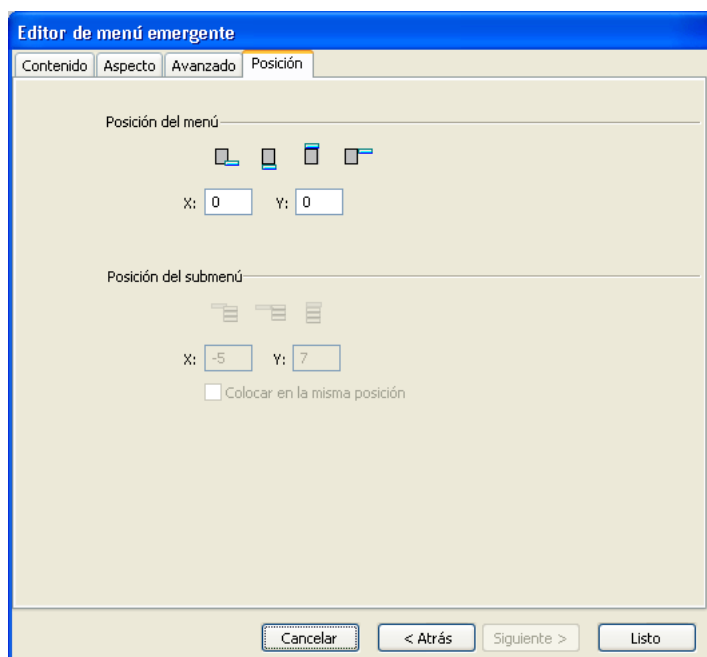 Editor de menú emergente
Contenido Aspecto Avanzado Posición
Posición del menú
X: 0 Y: 0
Posición del submenú
X: -5 Y: 7
Colocar en la misma posición
Cancelar < Atrás Siguiente > Listo